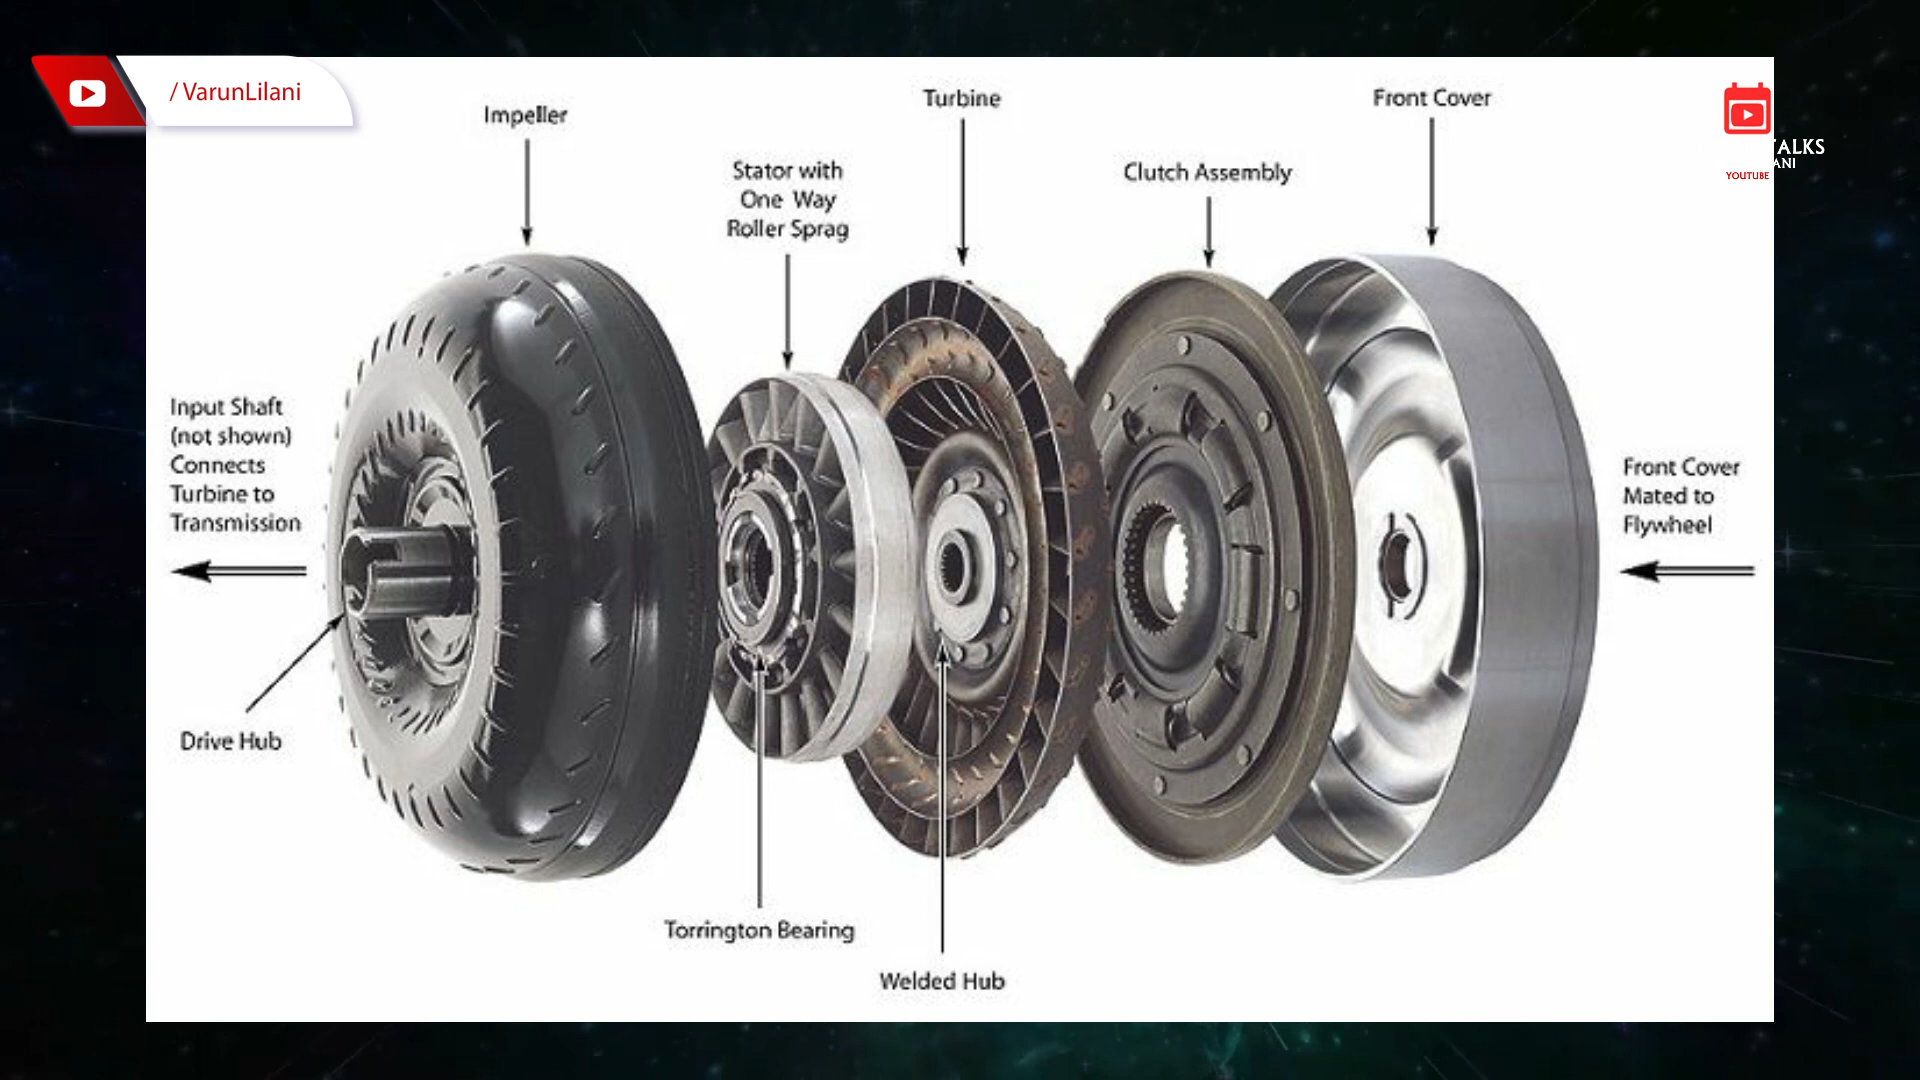 / VarunLilani
Impeller
Turbine
Front Cover
Stator with
One Way
Roller Sprag
Clutch Assembly
YOUTUBE
Input Shaft
(not shown)
Connects
Turbine to
Transmission
Front Cover
Mated to
Flywheel
Drive Hub
Torrington Bearing
Welded Hub